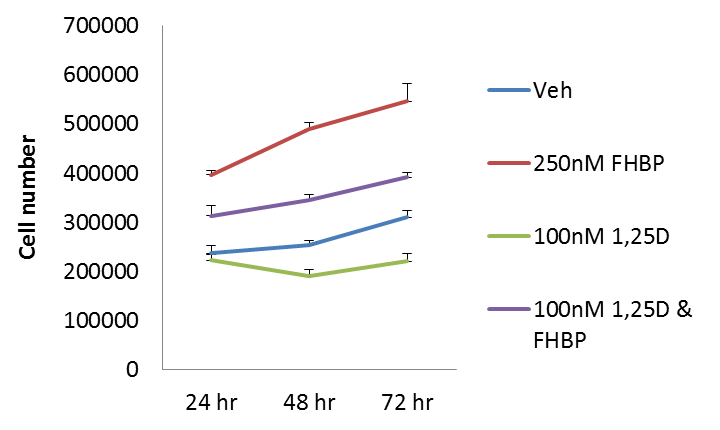 700000
600000
500000
400000
300000
200000
100000
0
Cell number
24 hr
48 hr
72 hr
Veh
250nM FHBP
100nM 1,25D
100nM 1,25D &
FHBP